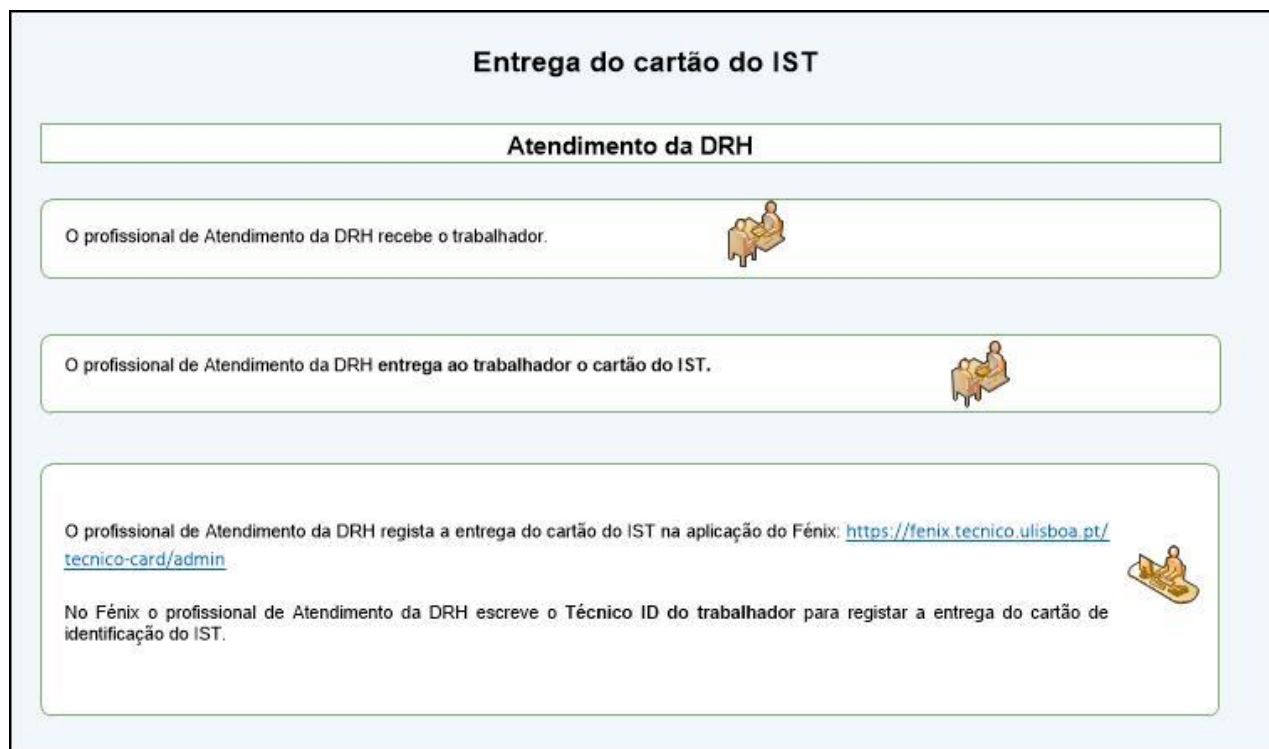 Entrega do cartão do IST
Atendimento da DRH
O profissional de Atendimento da DRH recebe o trabalhador.
O profissional de Atendimento da DRH entrega ao trabalhador o cartão do IST.
O profissional de Atendimento da DRH regista a entrega do cartão do IST na aplicação do Fénix: https://fenix.tecnico.ulisboa.pt/
tecnico-card/admin
No Fénix o profissional de Atendimento da DRH escreve o Técnico ID do trabalhador para registar a entrega do cartão de
identificação do IST.